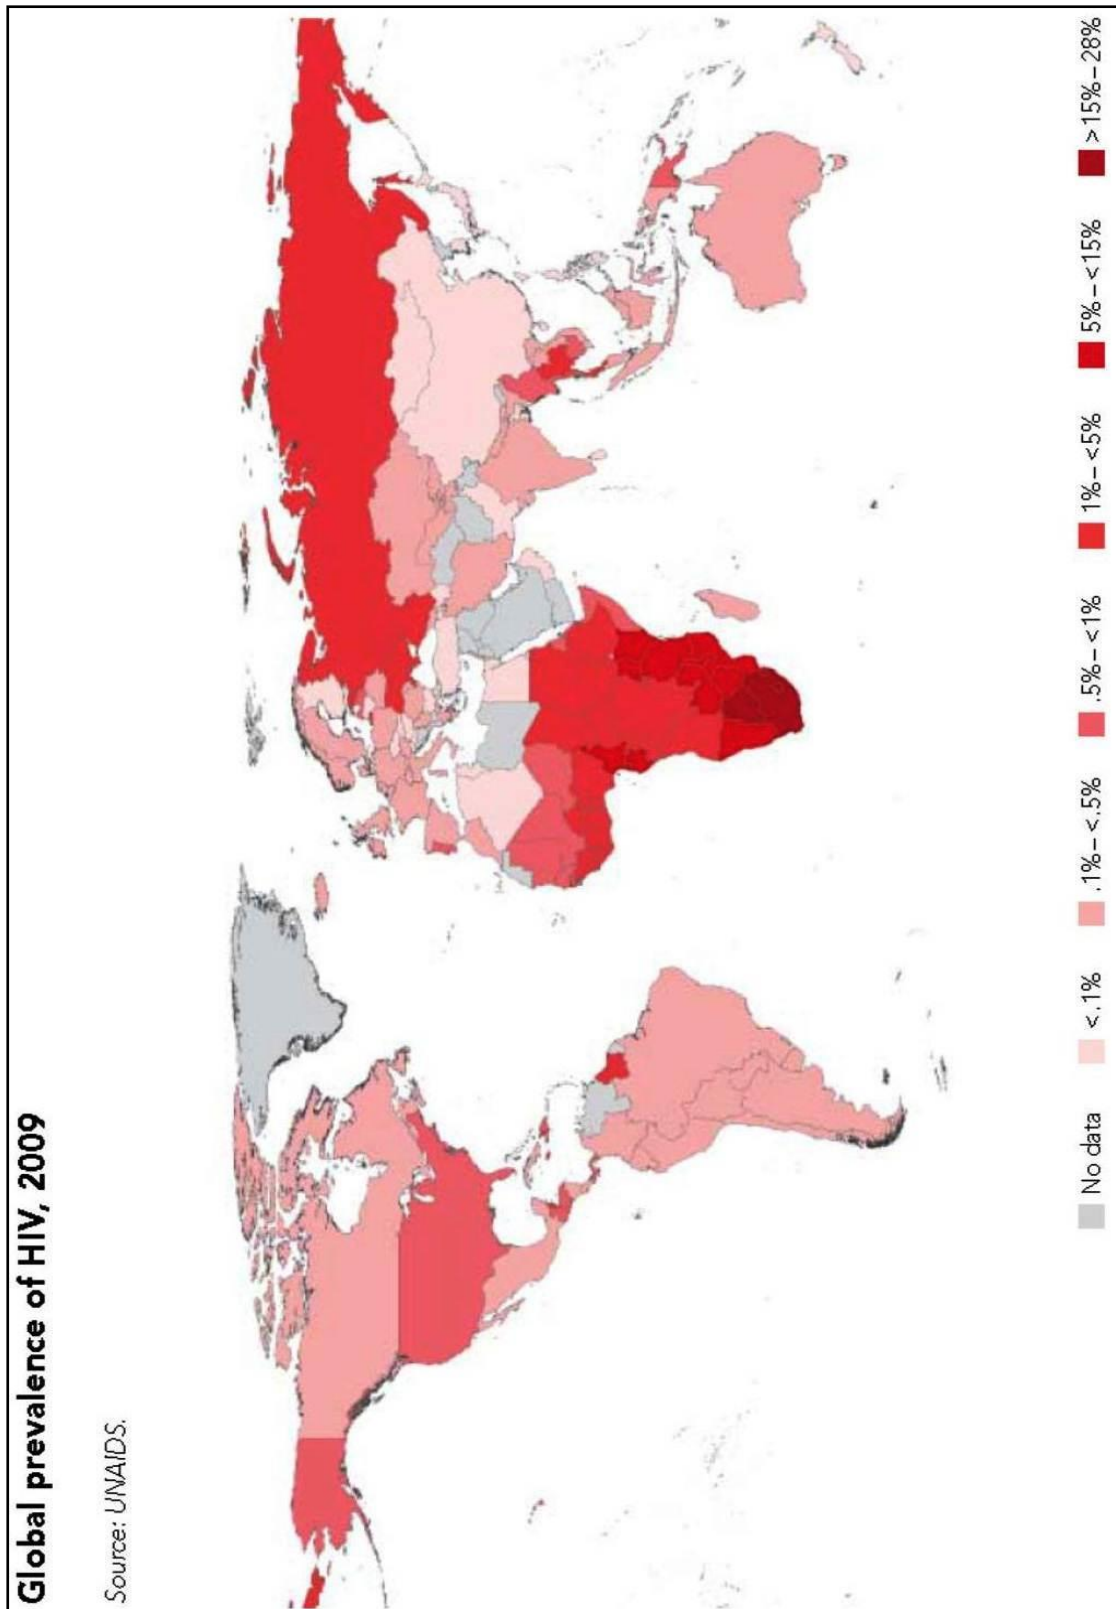 Global prevalence of HIV, 2009
Source: UNAIDS.
No data
<.1%
.1%–<.5%
.5%–<1%
1%–<5%
5%–<15%
>15%–28%